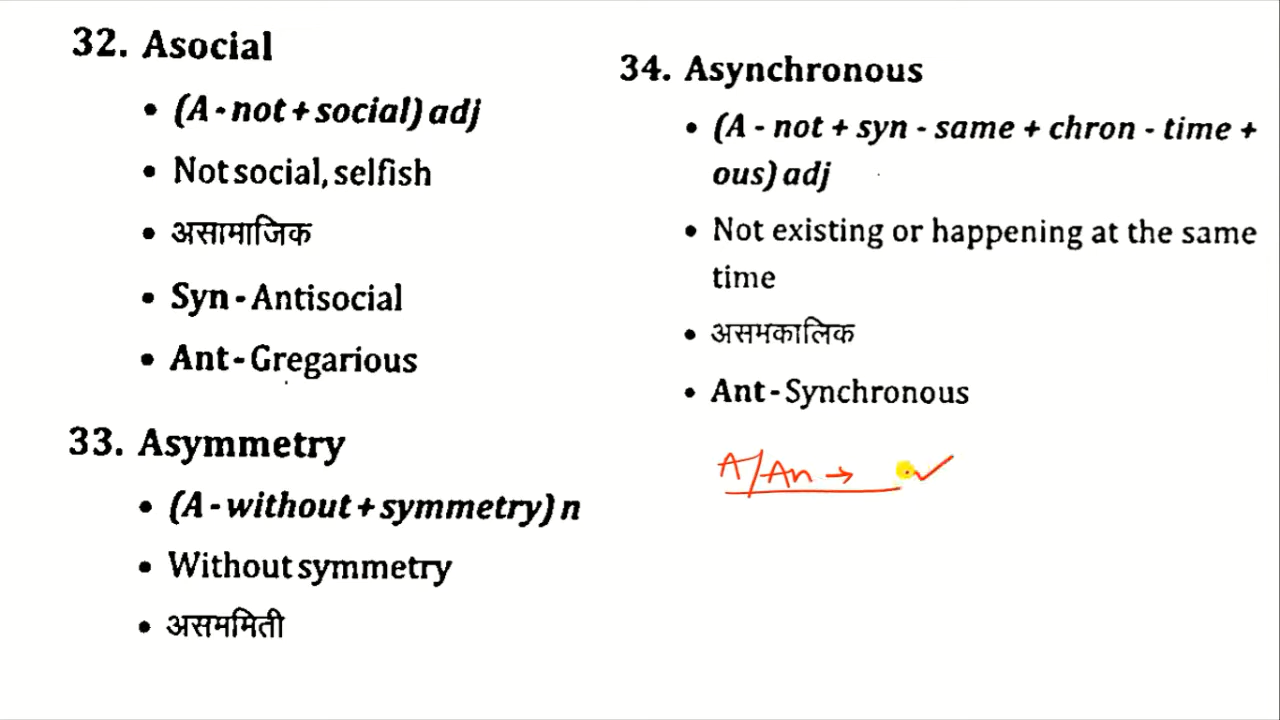 32. Asocial
• (A - not + social) adj
• Not social, selfish
• असामाजिक
• Syn - Antisocial
• Ant - Gregarious
33. Asymmetry
• (A - without + symmetry) n
• Without symmetry
• असममिती
34. Asynchronous
• (A - not + syn - same + chron - time +
ous) adj
• Not existing or happening at the same
time
• असमकालिक
• Ant - Synchronous
A/An → ✓